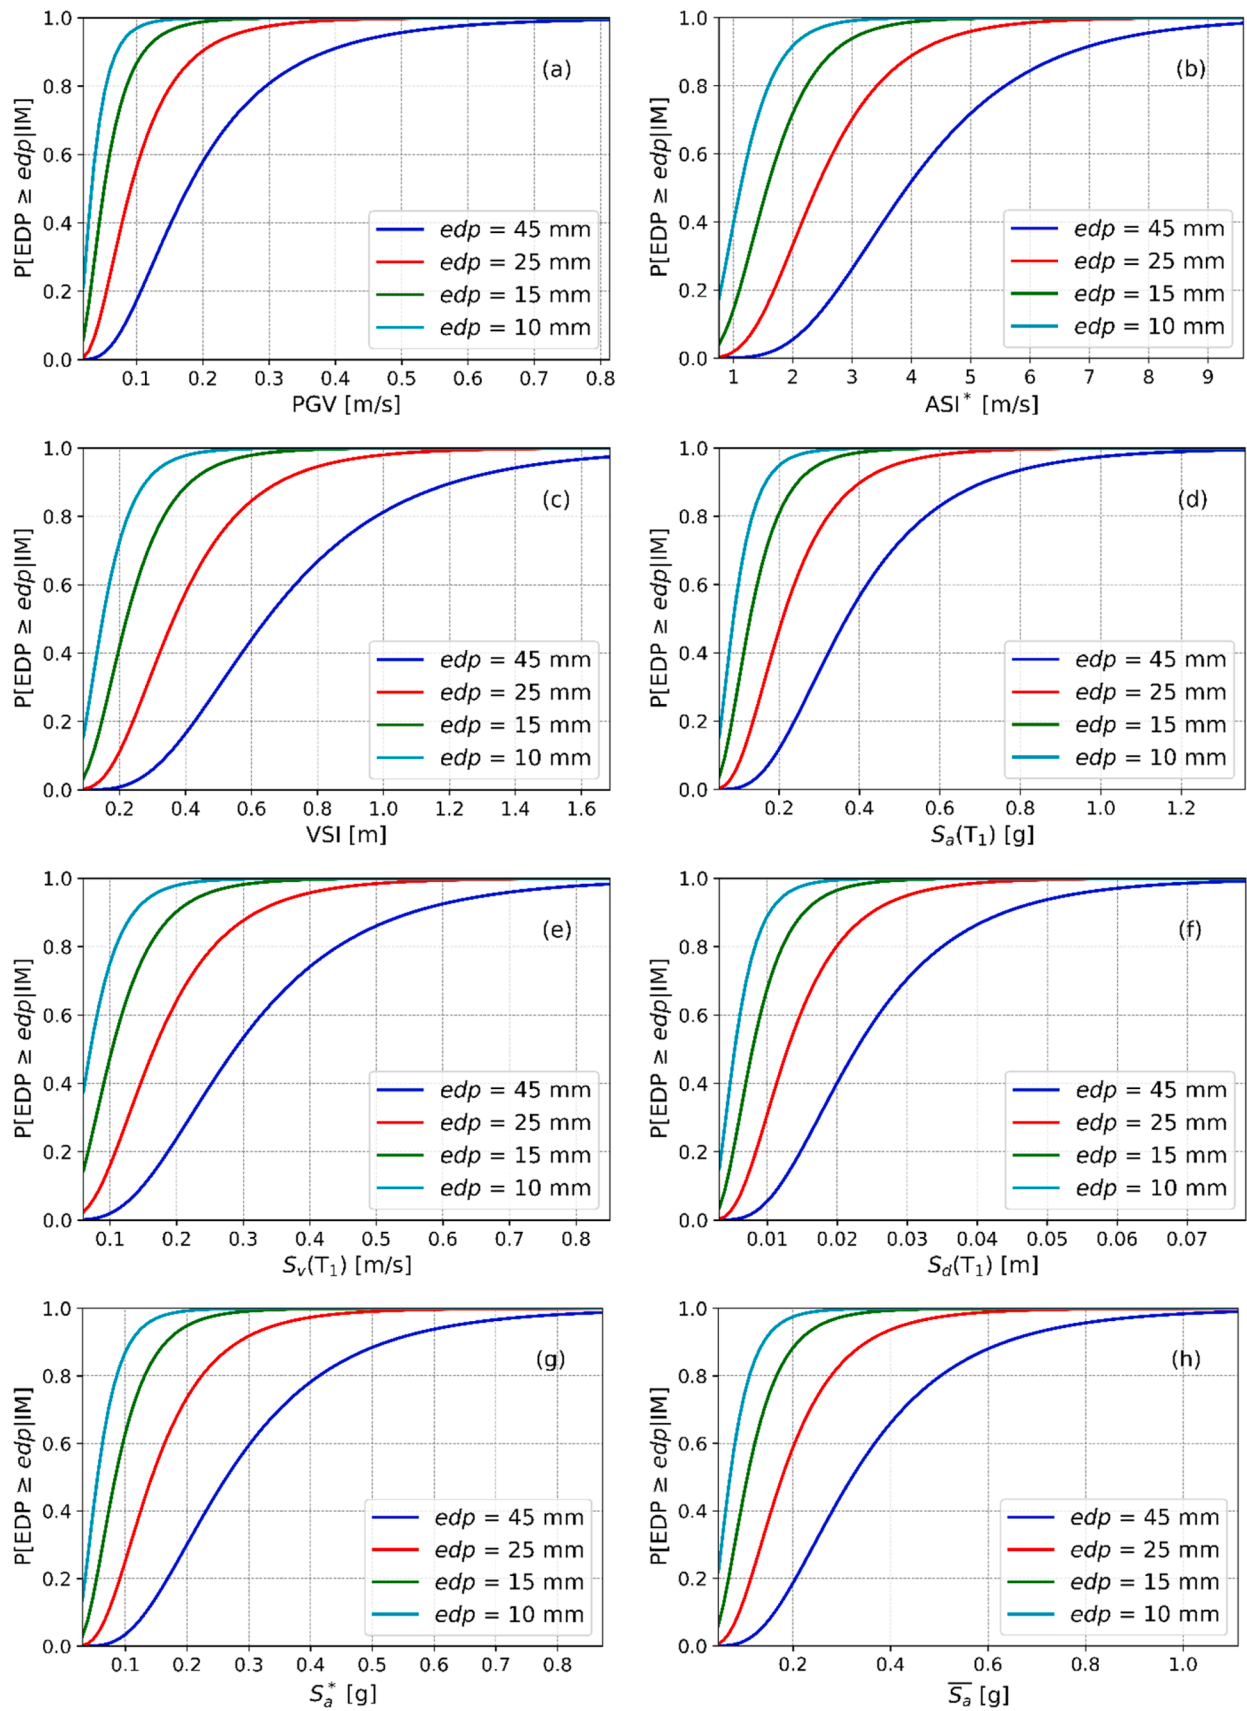 P[EDP ≥ edp|IM]
1.0
0.8
0.6
0.4
0.2
0.0
(a)
edp = 45 mm
edp = 25 mm
edp = 15 mm
edp = 10 mm
0.1 0.2 0.3 0.4 0.5 0.6 0.7 0.8
PGV [m/s]
P[EDP ≥ edp|IM]
1.0
0.8
0.6
0.4
0.2
0.0
(b)
edp = 45 mm
edp = 25 mm
edp = 15 mm
edp = 10 mm
1 2 3 4 5 6 7 8 9
ASI* [m/s]
P[EDP ≥ edp|IM]
1.0
0.8
0.6
0.4
0.2
0.0
(c)
edp = 45 mm
edp = 25 mm
edp = 15 mm
edp = 10 mm
0.2 0.4 0.6 0.8 1.0 1.2 1.4 1.6
VSI [m]
P[EDP ≥ edp|IM]
1.0
0.8
0.6
0.4
0.2
0.0
(d)
edp = 45 mm
edp = 25 mm
edp = 15 mm
edp = 10 mm
0.2 0.4 0.6 0.8 1.0 1.2
Sₐ(T₁) [g]
P[EDP ≥ edp|IM]
1.0
0.8
0.6
0.4
0.2
0.0
(e)
edp = 45 mm
edp = 25 mm
edp = 15 mm
edp = 10 mm
0.1 0.2 0.3 0.4 0.5 0.6 0.7 0.8
Sᵥ(T₁) [m/s]
P[EDP ≥ edp|IM]
1.0
0.8
0.6
0.4
0.2
0.0
(f)
edp = 45 mm
edp = 25 mm
edp = 15 mm
edp = 10 mm
0.01 0.02 0.03 0.04 0.05 0.06 0.07
S_d(T₁) [m]
P[EDP ≥ edp|IM]
1.0
0.8
0.6
0.4
0.2
0.0
(g)
edp = 45 mm
edp = 25 mm
edp = 15 mm
edp = 10 mm
0.1 0.2 0.3 0.4 0.5 0.6 0.7 0.8
Sₐ* [g]
P[EDP ≥ edp|IM]
1.0
0.8
0.6
0.4
0.2
0.0
(h)
edp = 45 mm
edp = 25 mm
edp = 15 mm
edp = 10 mm
0.2 0.4 0.6 0.8 1.0
S̅ₐ [g]